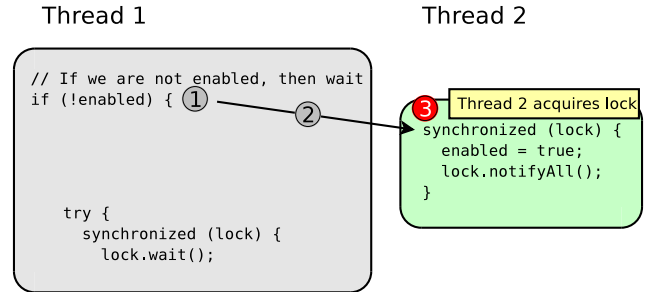 Thread 1
Thread 2
// If we are not enabled, then wait
if (!enabled) { 1
2
3
Thread 2 acquires lock
synchronized (lock) {
enabled = true;
lock.notifyAll();
}
try {
synchronized (lock) {
lock.wait();